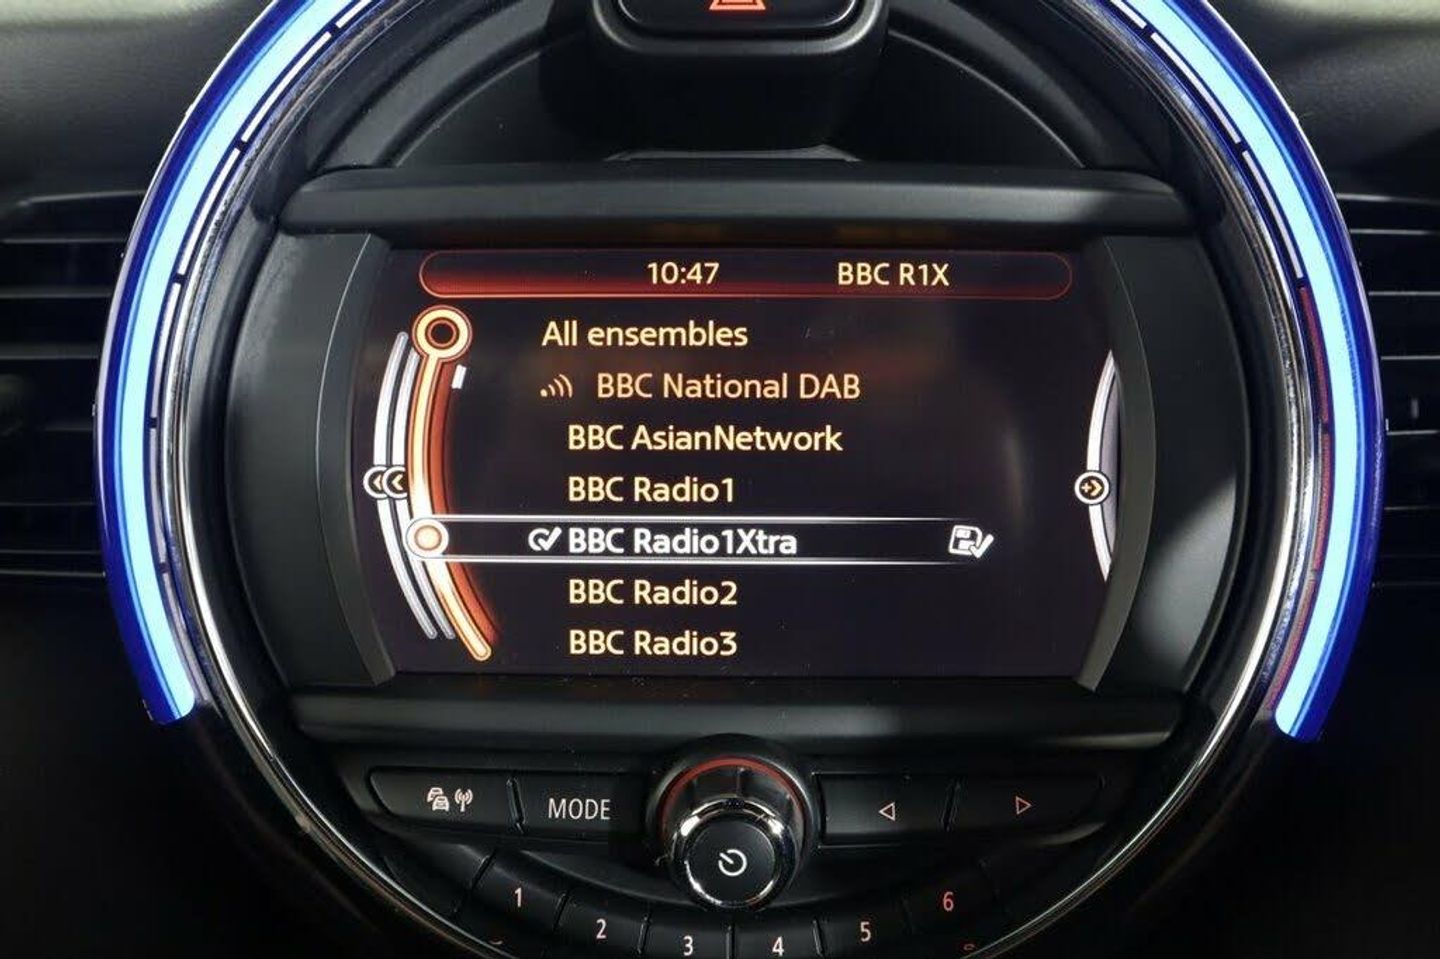 10:47 BBC R1X
All ensembles
BBC National DAB
BBC AsianNetwork
BBC Radio1
BBC Radio1Xtra
BBC Radio2
BBC Radio3
MODE
1 2 3 4 5 6